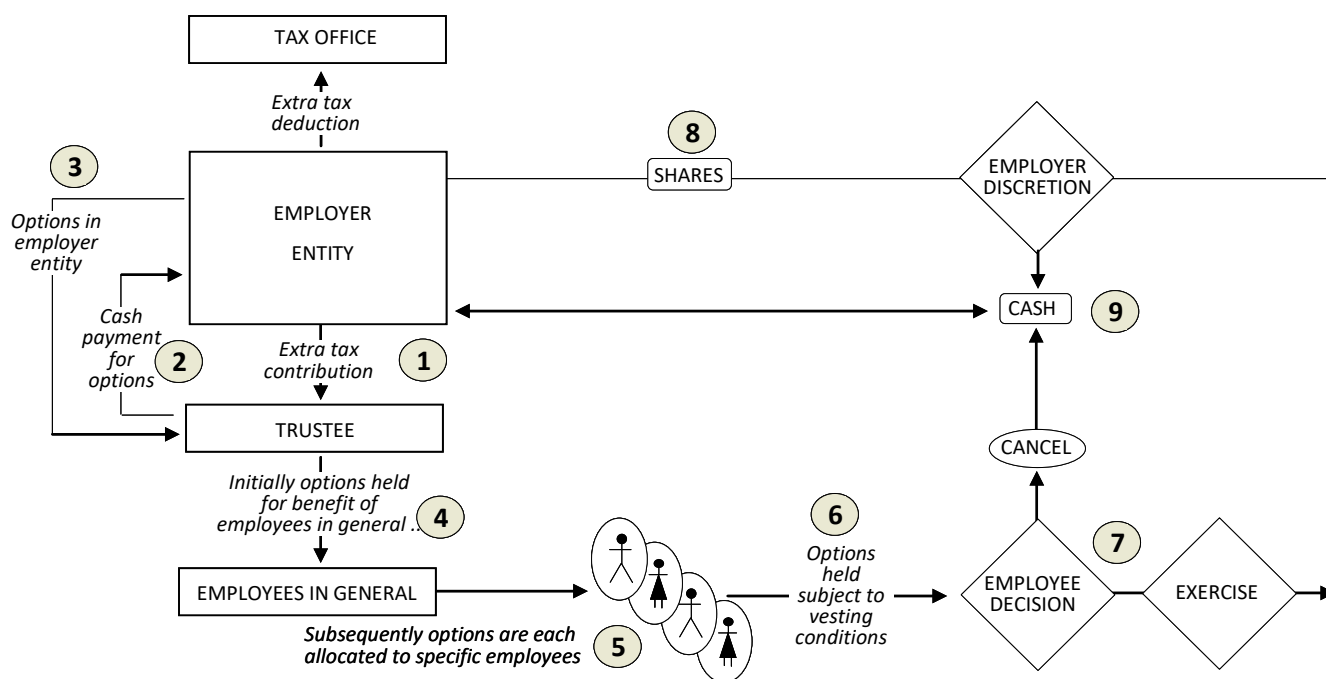 TAX OFFICE
Extra tax
deduction
3
8
SHARES
EMPLOYER
DISCRETION
EMPLOYER
ENTITY
Options in
employer
entity
Cash
payment
for
options
2
Extra tax
contribution
1
CASH
9
TRUSTEE
CANCEL
Initially options held
for benefit of
employees in general ..
4
6
Options
held
subject to
vesting
conditions
7
EMPLOYEE
DECISION
EXERCISE
EMPLOYEES IN GENERAL
Subsequently options are each
allocated to specific employees
5